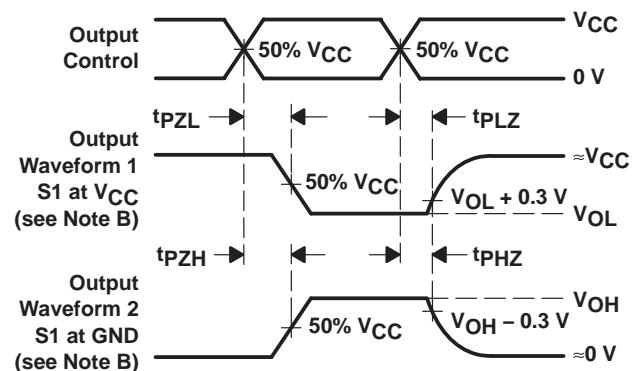 Output
Control
50% VCC
50% VCC
VCC
0 V
tPZL
tPLZ
Output
Waveform 1
S1 at VCC
(see Note B)
50% VCC
≈VCC
VOL + 0.3 V
VOL
tPZH
tPHZ
Output
Waveform 2
S1 at GND
(see Note B)
50% VCC
VOH
VOH − 0.3 V
≈0 V